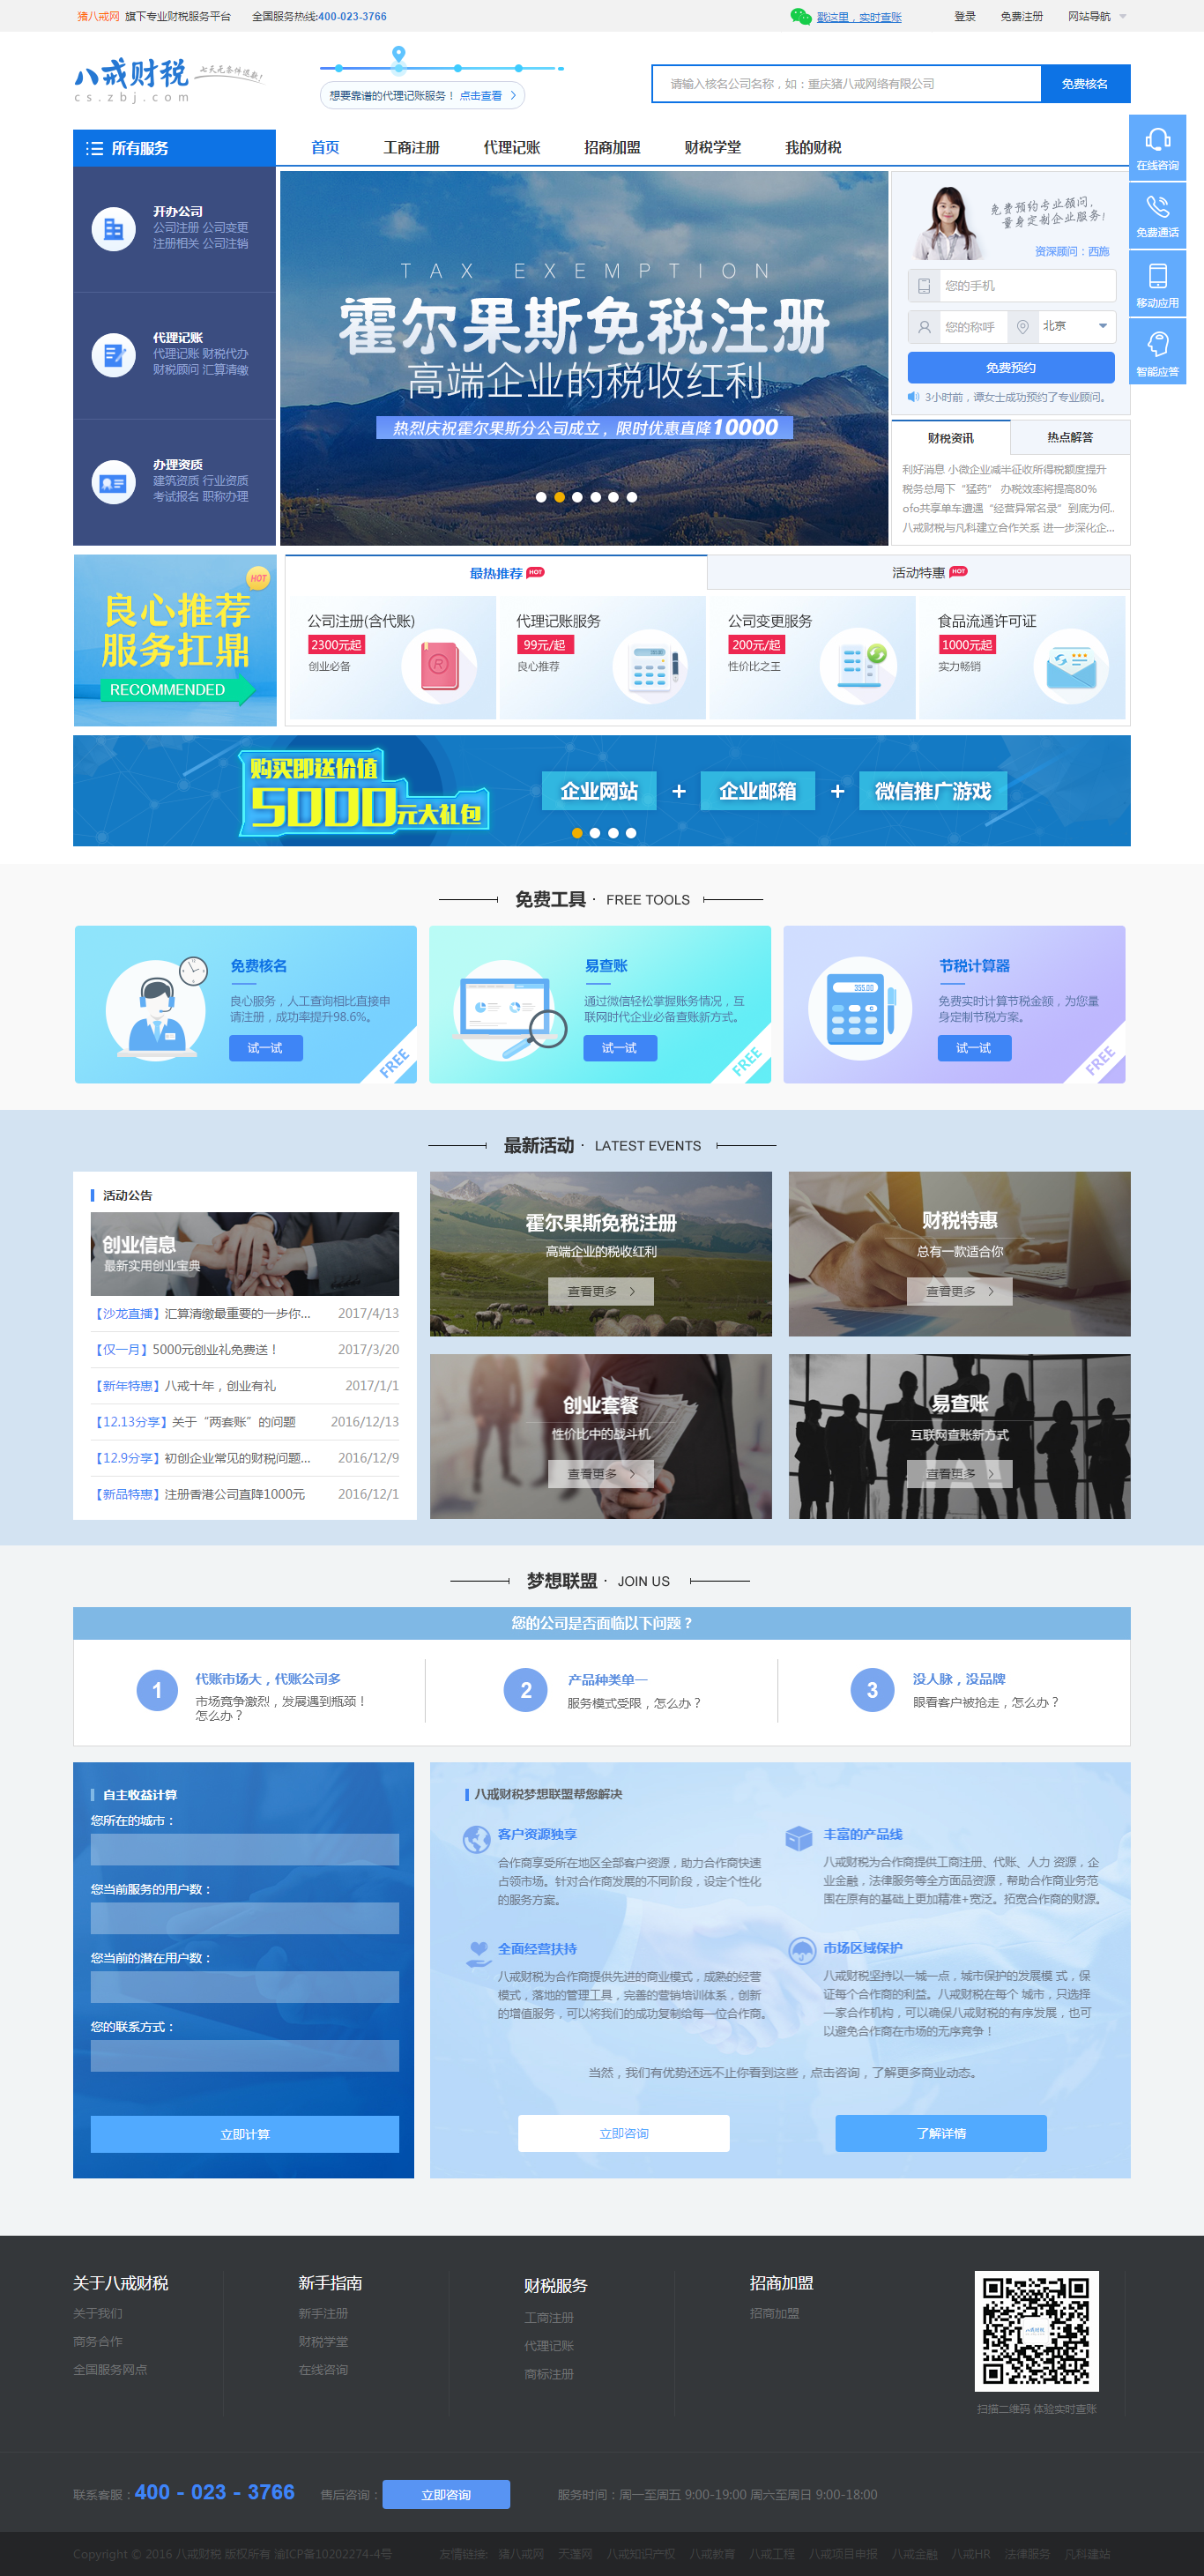 猪八戒网 旗下专业财税服务平台 全国服务热线:400-023-3766 戳这里，实时查账 登录 免费注册 网站导航
八戒财税 七天无条件退款！
cs.zbj.com
想要靠谱的代理记账服务！ 点击查看
请输入核名公司名称，如：重庆猪八戒网络有限公司 免费核名
所有服务 首页 工商注册 代理记账 招商加盟 财税学堂 我的财税
在线咨询
免费通话
移动应用
智能应答
开办公司
公司注册 公司变更
注册相关 公司注销
代理记账
代理记账 财税代办
财税顾问 汇算清缴
办理资质
建筑资质 行业资质
考试报名 职称办理
TAX EXEMPTION
霍尔果斯免税注册
高端企业的税收红利
热烈庆祝霍尔果斯分公司成立，限时优惠直降10000
免费预约专业顾问，
量身定制企业服务！
资深顾问：西施
您的手机
您的称呼 北京
免费预约
3小时前，谭女士成功预约了专业顾问。
财税资讯 热点解答
利好消息 小微企业减半征收所得税额度提升
税务总局下“猛药” 办税效率将提高80%
ofo共享单车遭遇“经营异常名录”到底为何..
八戒财税与凡科建立合作关系 进一步深化企...
HOT
良心推荐
服务扛鼎
RECOMMENDED
最热推荐 HOT 活动特惠 HOT
公司注册(含代账)
2300元起
创业必备
代理记账服务
99元/起
良心推荐
公司变更服务
200元/起
性价比之王
食品流通许可证
1000元起
实力畅销
购买即送价值
5000元大礼包
企业网站 + 企业邮箱 + 微信推广游戏
免费工具 · FREE TOOLS
免费核名
良心服务，人工查询相比直接申
请注册，成功率提升98.6%。
试一试
FREE
易查账
通过微信轻松掌握账务情况，互
联网时代企业必备查账新方式。
试一试
FREE
355.00
节税计算器
免费实时计算节税金额，为您量
身定制节税方案。
试一试
FREE
最新活动 · LATEST EVENTS
活动公告
创业信息
最新实用创业宝典
【沙龙直播】汇算清缴最重要的一步你... 2017/4/13
【仅一月】5000元创业礼免费送！ 2017/3/20
【新年特惠】八戒十年，创业有礼 2017/1/1
【12.13分享】关于“两套账”的问题 2016/12/13
【12.9分享】初创企业常见的财税问题... 2016/12/9
【新品特惠】注册香港公司直降1000元 2016/12/1
霍尔果斯免税注册
高端企业的税收红利
查看更多
财税特惠
总有一款适合你
查看更多
创业套餐
性价比中的战斗机
查看更多
易查账
互联网查账新方式
查看更多
梦想联盟 · JOIN US
您的公司是否面临以下问题？
1 代账市场大，代账公司多
市场竞争激烈，发展遇到瓶颈！
怎么办？
2 产品种类单一
服务模式受限，怎么办？
3 没人脉，没品牌
眼看客户被抢走，怎么办？
自主收益计算
您所在的城市：
您当前服务的用户数：
您当前的潜在用户数：
您的联系方式：
立即计算
八戒财税梦想联盟帮您解决
客户资源独享
合作商享受所在地区全部客户资源，助力合作商快速
占领市场。针对合作商发展的不同阶段，设定个性化
的服务方案。
丰富的产品线
八戒财税为合作商提供工商注册、代账、人力 资源，企
业金融，法律服务等全方面品资源，帮助合作商业务范
围在原有的基础上更加精准+宽泛。拓宽合作商的财源。
全面经营扶持
八戒财税为合作商提供先进的商业模式，成熟的经营
模式，落地的管理工具，完善的营销培训体系，创新
的增值服务，可以将我们的成功复制给每一位合作商。
市场区域保护
八戒财税坚持以一城一点，城市保护的发展模 式，保
证每个合作商的利益。八戒财税在每个 城市，只选择
一家合作机构，可以确保八戒财税的有序发展，也可
以避免合作商在市场的无序竞争！
当然，我们有优势还远不止你看到这些，点击咨询，了解更多商业动态。
立即咨询 了解详情
关于八戒财税
关于我们
商务合作
全国服务网点
新手指南
新手注册
财税学堂
在线咨询
财税服务
工商注册
代理记账
商标注册
招商加盟
招商加盟
八戒财税
扫描二维码 体验实时查账
联系客服：400 - 023 - 3766 售后咨询： 立即咨询 服务时间：周一至周五 9:00-19:00 周六至周日 9:00-18:00
Copyright © 2016 八戒财税 版权所有 渝ICP备10202274-4号 友情链接: 猪八戒网 天蓬网 八戒知识产权 八戒教育 八戒工程 八戒项目申报 八戒金融 八戒HR 法律服务 凡科建站